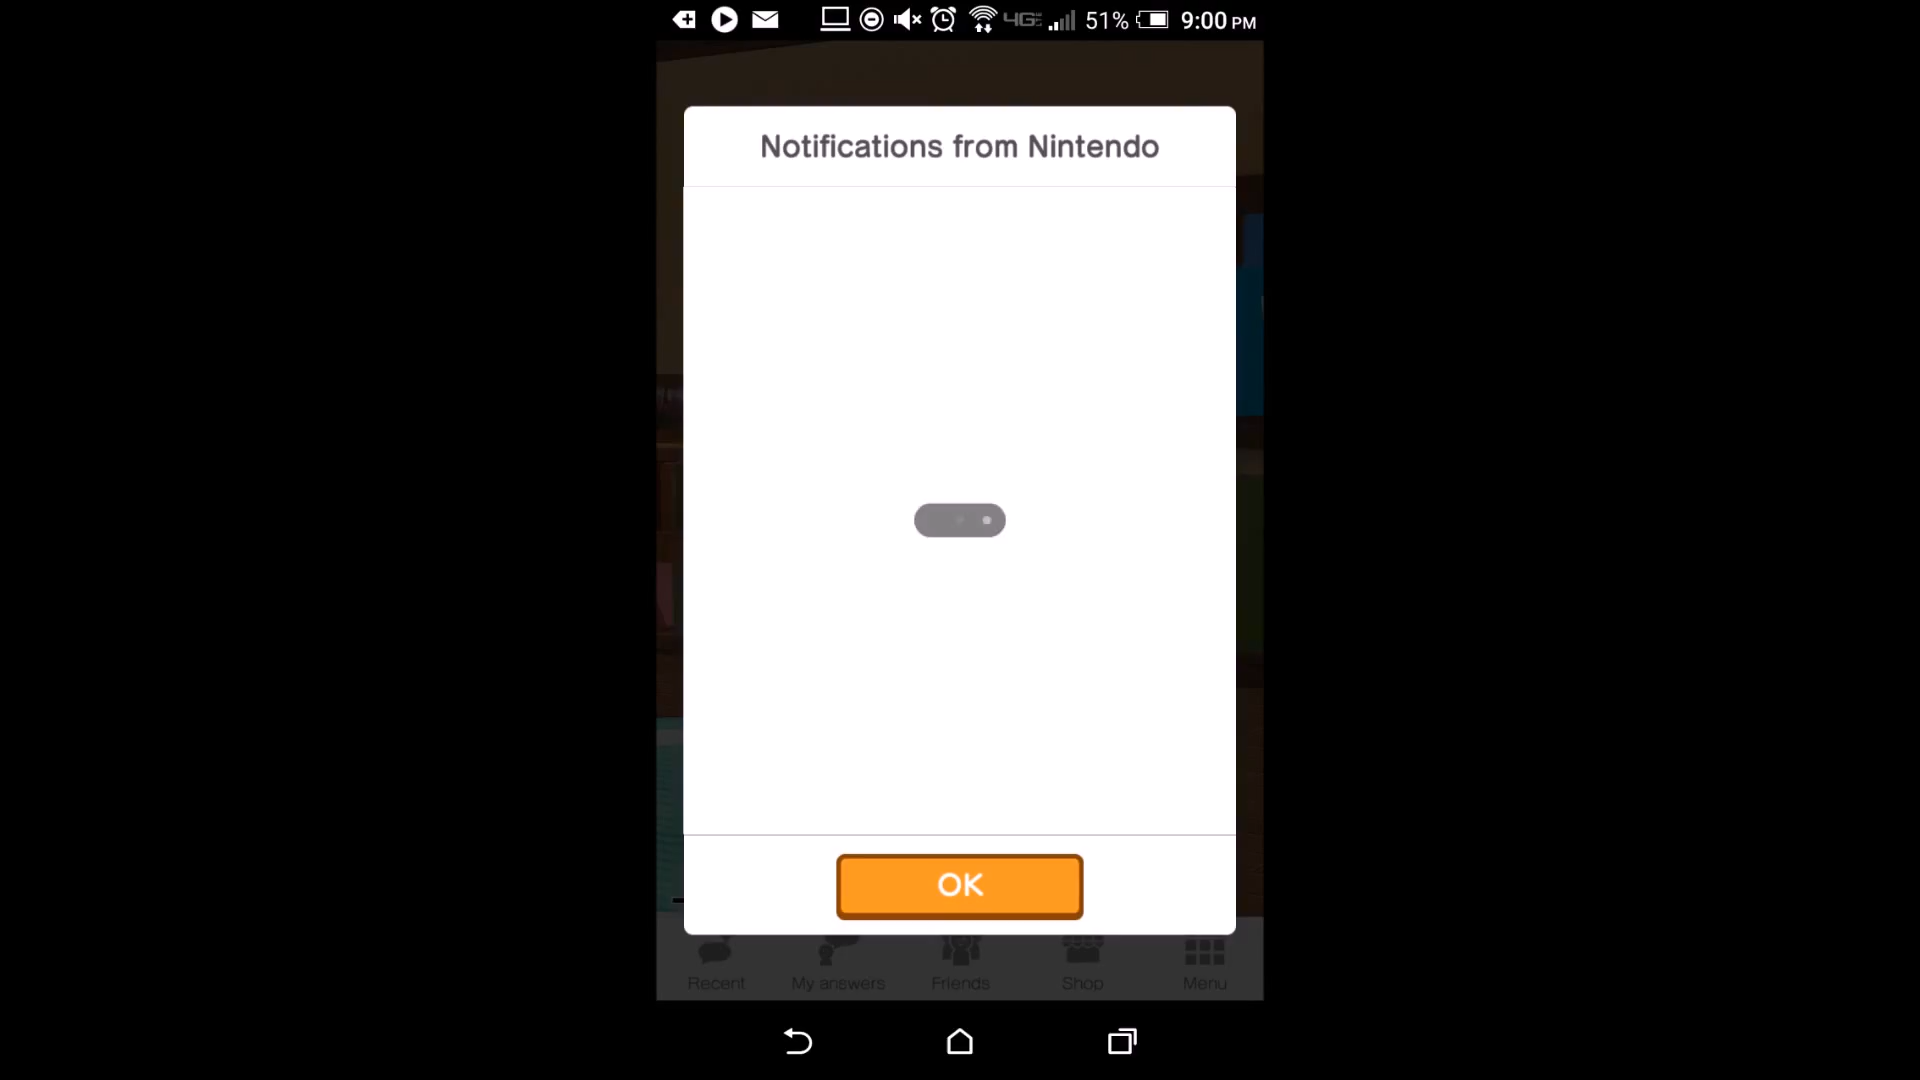 4G 51% 9:00 PM
Notifications from Nintendo
OK
Recent My answers Friends Shop Menu